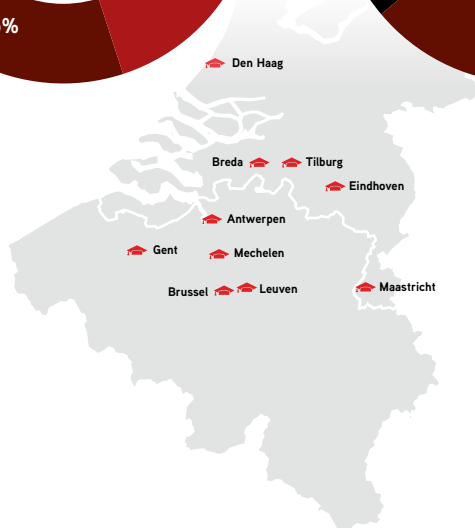 %
Den Haag
Breda
Tilburg
Eindhoven
Antwerpen
Gent
Mechelen
Brussel
Leuven
Maastricht